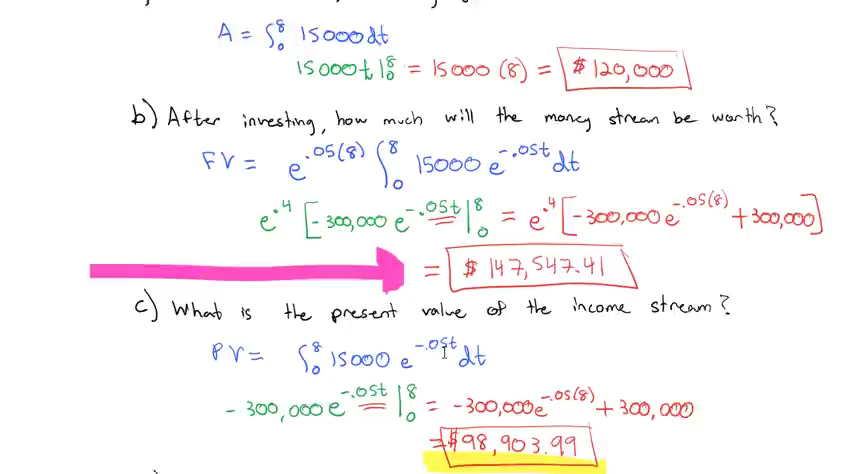 A = ∫₀⁸ 15000 dt
15000t |₀⁸ = 15000 (8) = $ 120,000
b) After investing, how much will the money stream be worth?
FV = e^.05(8) ∫₀⁸ 15000 e^-.05t dt
e^.4 [-300,000 e^-.05t |₀⁸ = e^.4 [-300,000e^-.05(8) + 300,000]
= $ 147,547.41
c) What is the present value of the income stream?
PV = ∫₀⁸ 15000 e^-.05t dt
-300,000 e^-.05t |₀⁸ = -300,000e^-.05(8) + 300,000
= $98,903.99